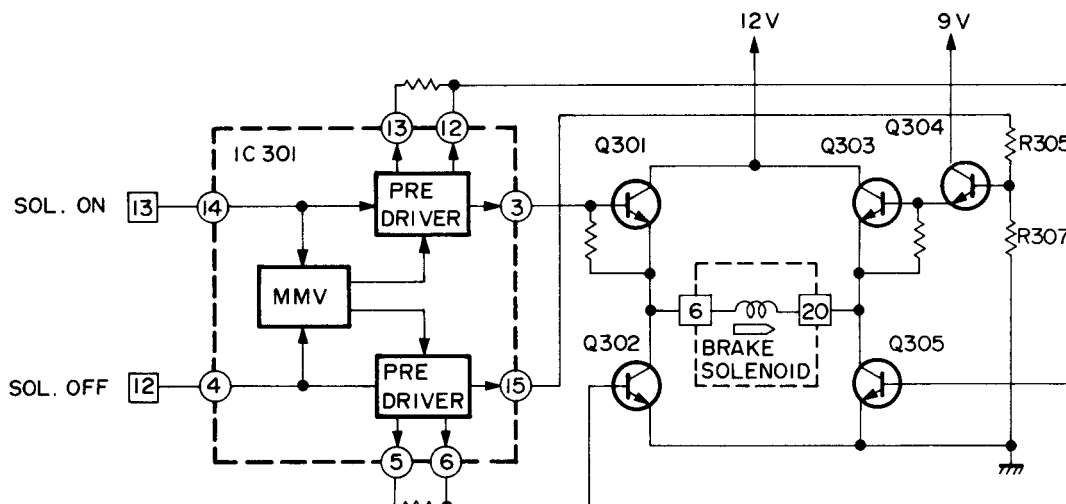 12V
9V
13
12
IC301
Q301
Q303
Q304
R305
SOL. ON
13
14
PRE
DRIVER
3
R307
MMV
6
20
BRAKE
SOLENOID
Q302
Q305
SOL. OFF
12
4
PRE
DRIVER
15
5
6